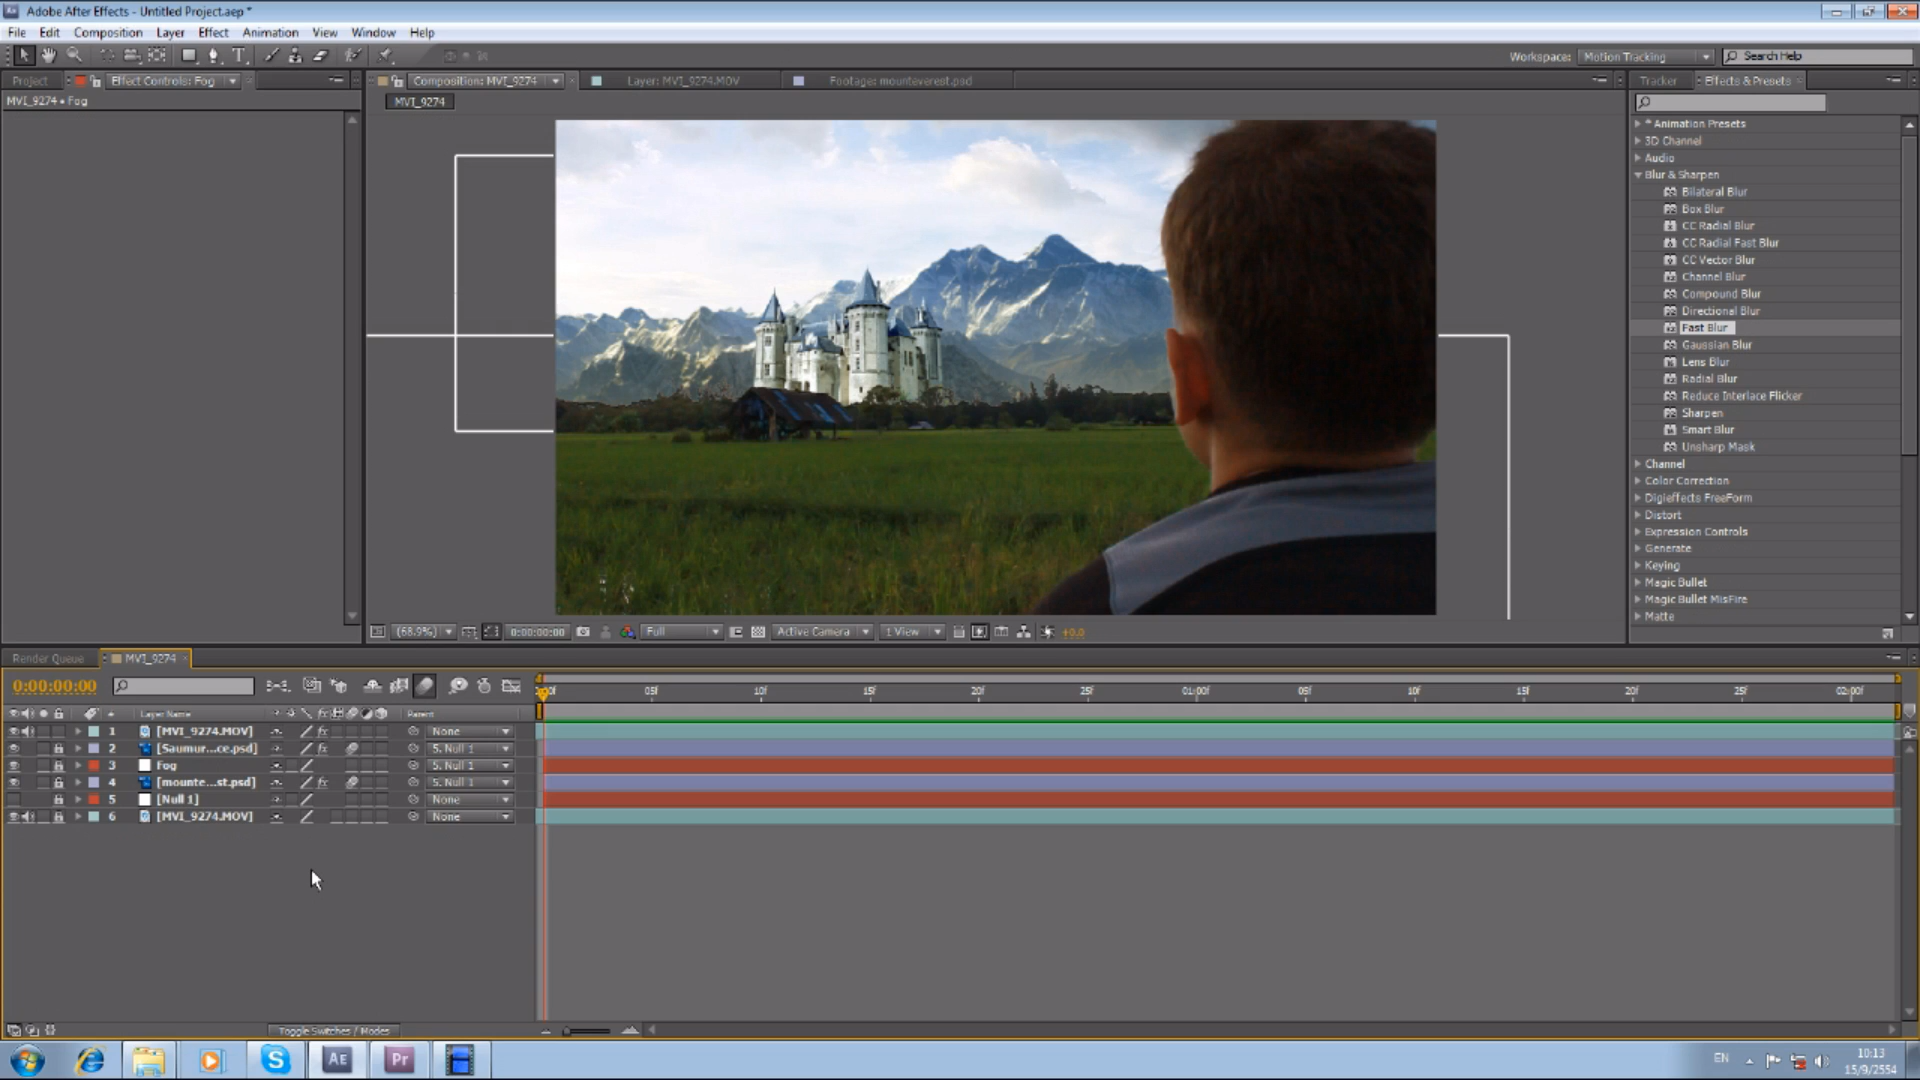 Adobe After Effects - Untitled Project.aep *
File Edit Composition Layer Effect Animation View Window Help
Workspace: Motion Tracking Search Help
Project Effect Controls: Fog Composition: MVI_9274 Layer: MVI_9274.MOV Footage: mounteverest.psd Tracker Effects & Presets
MVI_9274 • Fog
MVI_9274
* Animation Presets
3D Channel
Audio
Blur & Sharpen
Bilateral Blur
Box Blur
CC Radial Blur
CC Radial Fast Blur
CC Vector Blur
Channel Blur
Compound Blur
Directional Blur
Fast Blur
Gaussian Blur
Lens Blur
Radial Blur
Reduce Interlace Flicker
Sharpen
Smart Blur
Unsharp Mask
Channel
Color Correction
Digieffects FreeForm
Distort
Expression Controls
Generate
Keying
Magic Bullet
Magic Bullet MisFire
Matte
(68.9%) 0:00:00:00 Full Active Camera 1 View +0.0
Render Queue MVI_9274
0:00:00:00
05f 10f 15f 20f 25f 01:00f 05f 10f 15f 20f 25f 02:00f
Layer Name Parent
1 [MVI_9274.MOV] None
2 [Saumur...ce.psd] 5. Null 1
3 Fog 5. Null 1
4 [mounte...st.psd] 5. Null 1
5 [Null 1] None
6 [MVI_9274.MOV] None
Toggle Switches / Modes
AE Pr
EN 10:13
15/9/2554